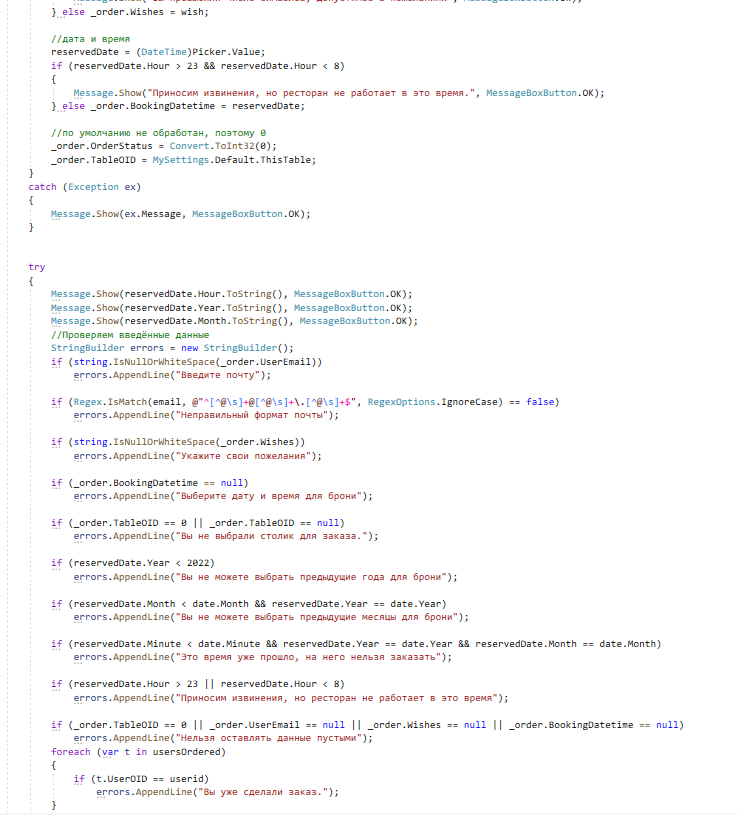 } else _order.Wishes = wish;
//дата и время
reservedDate = (DateTime)Picker.Value;
if (reservedDate.Hour > 23 && reservedDate.Hour < 8)
{
Message.Show("Приносим извинения, но ресторан не работает в это время.", MessageBoxButton.OK);
} else _order.BookingDatetime = reservedDate;
//по умолчанию не обработан, поэтому 0
_order.OrderStatus = Convert.ToInt32(0);
_order.TableOID = MySettings.Default.ThisTable;
}
catch (Exception ex)
{
Message.Show(ex.Message, MessageBoxButton.OK);
}
try
{
Message.Show(reservedDate.Hour.ToString(), MessageBoxButton.OK);
Message.Show(reservedDate.Year.ToString(), MessageBoxButton.OK);
Message.Show(reservedDate.Month.ToString(), MessageBoxButton.OK);
//Проверяем введённые данные
StringBuilder errors = new StringBuilder();
if (string.IsNullOrWhiteSpace(_order.UserEmail))
errors.AppendLine("Введите почту");
if (Regex.IsMatch(email, @"^[^@\s]+@[^@\s]+\.[^@\s]+$", RegexOptions.IgnoreCase) == false)
errors.AppendLine("Неправильный формат почты");
if (string.IsNullOrWhiteSpace(_order.Wishes))
errors.AppendLine("Укажите свои пожелания");
if (_order.BookingDatetime == null)
errors.AppendLine("Выберите дату и время для брони");
if (_order.TableOID == 0 || _order.TableOID == null)
errors.AppendLine("Вы не выбрали столик для заказа.");
if (reservedDate.Year < 2022)
errors.AppendLine("Вы не можете выбрать предыдущие года для брони");
if (reservedDate.Month < date.Month && reservedDate.Year == date.Year)
errors.AppendLine("Вы не можете выбрать предыдущие месяцы для брони");
if (reservedDate.Minute < date.Minute && reservedDate.Year == date.Year && reservedDate.Month == date.Month)
errors.AppendLine("Это время уже прошло, на него нельзя заказать");
if (reservedDate.Hour > 23 || reservedDate.Hour < 8)
errors.AppendLine("Приносим извинения, но ресторан не работает в это время");
if (_order.TableOID == 0 || _order.UserEmail == null || _order.Wishes == null || _order.BookingDatetime == null)
errors.AppendLine("Нельзя оставлять данные пустыми");
foreach (var t in usersOrdered)
{
if (t.UserOID == userid)
errors.AppendLine("Вы уже сделали заказ.");
}